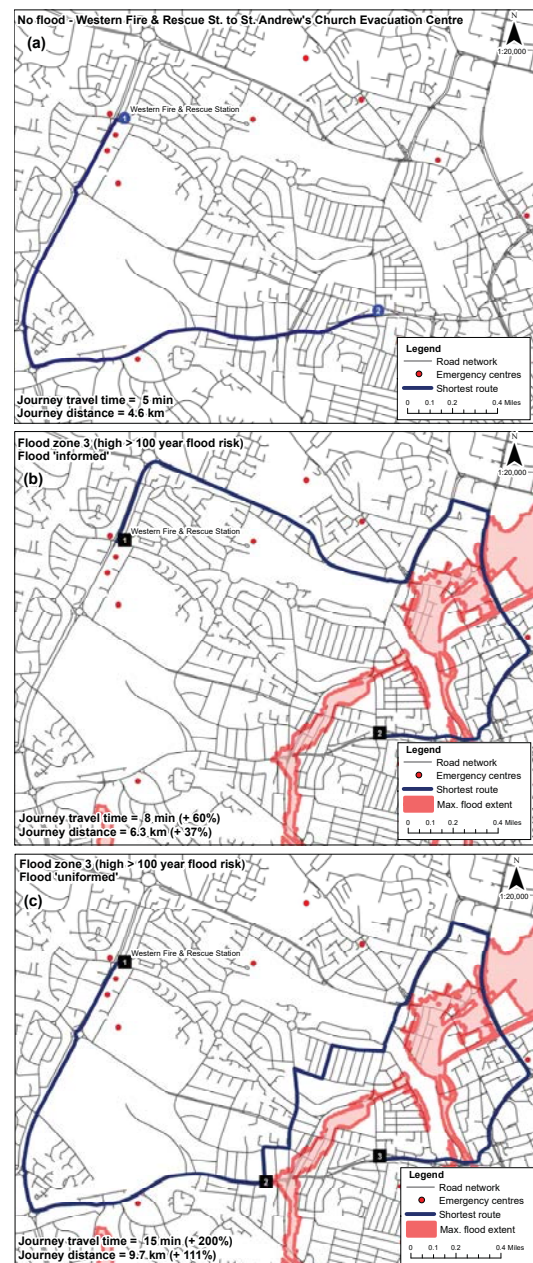 No flood - Western Fire & Rescue St. to St. Andrew's Church Evacuation Centre
(a)
N
1:20,000
Western Fire & Rescue Station
1
2
Legend
Road network
Emergency centres
Shortest route
0 0.1 0.2 0.4 Miles
Journey travel time = 5 min
Journey distance = 4.6 km
Flood zone 3 (high > 100 year flood risk)
Flood 'informed'
(b)
N
1:20,000
Western Fire & Rescue Station
1
2
Legend
Road network
Emergency centres
Shortest route
Max. flood extent
0 0.1 0.2 0.4 Miles
Journey travel time = 8 min (+ 60%)
Journey distance = 6.3 km (+ 37%)
Flood zone 3 (high > 100 year flood risk)
Flood 'uniformed'
(c)
N
1:20,000
Western Fire & Rescue Station
1
2
3
Legend
Road network
Emergency centres
Shortest route
Max. flood extent
0 0.1 0.2 0.4 Miles
Journey travel time = 15 min (+ 200%)
Journey distance = 9.7 km (+ 111%)